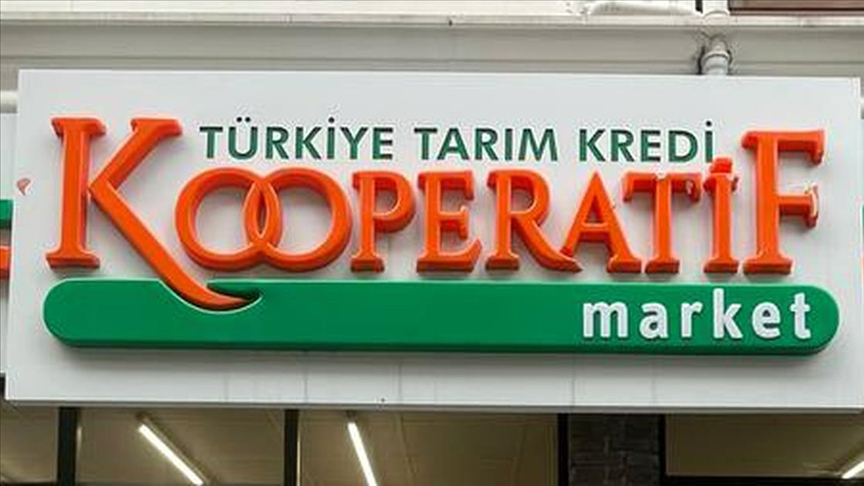 TÜRKİYE TARIM KREDİ
KOOPERATİF
market